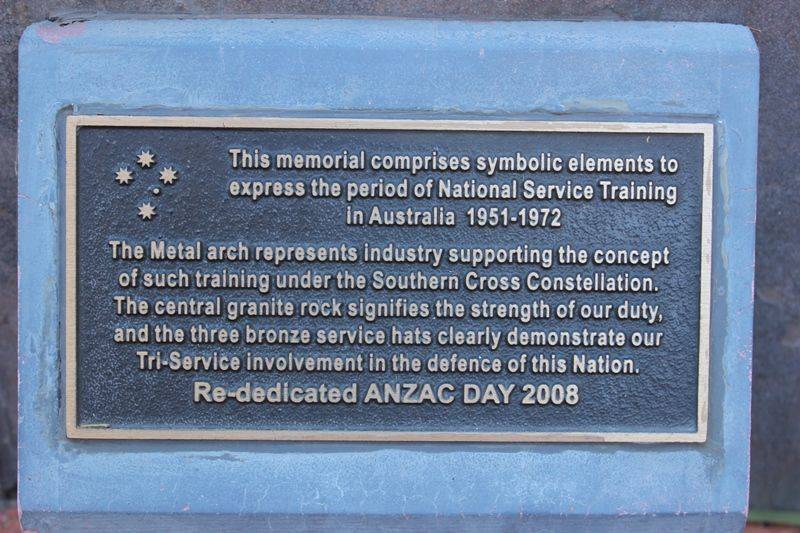 This memorial comprises symbolic elements to
express the period of National Service Training
in Australia 1951-1972
The Metal arch represents industry supporting the concept
of such training under the Southern Cross Constellation.
The central granite rock signifies the strength of our duty,
and the three bronze service hats clearly demonstrate our
Tri-Service involvement in the defence of this Nation.
Re-dedicated ANZAC DAY 2008